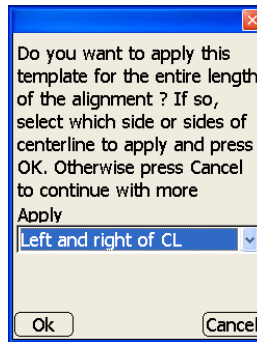 Do you want to apply this
template for the entire length
of the alignment ? If so,
select which side or sides of
centerline to apply and press
OK. Otherwise press Cancel
to continue with more
Apply
Left and right of CL
Ok
Cancel